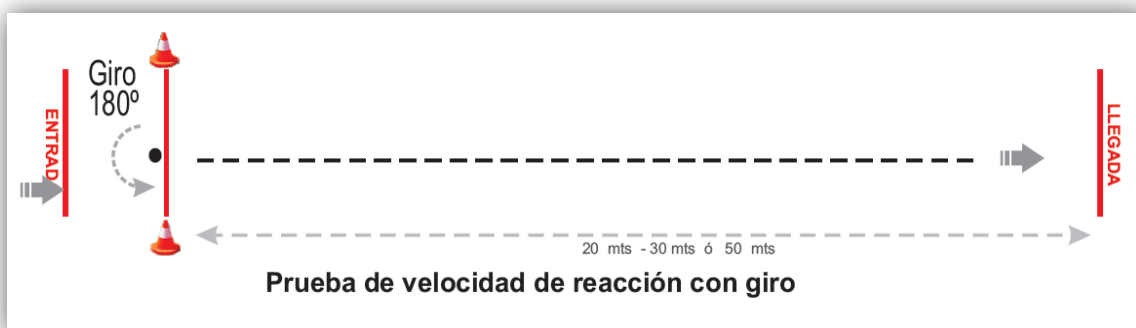 Giro
180º
ENTRAD
LLEGADA
20 mts - 30 mts ó 50 mts
Prueba de velocidad de reacción con giro